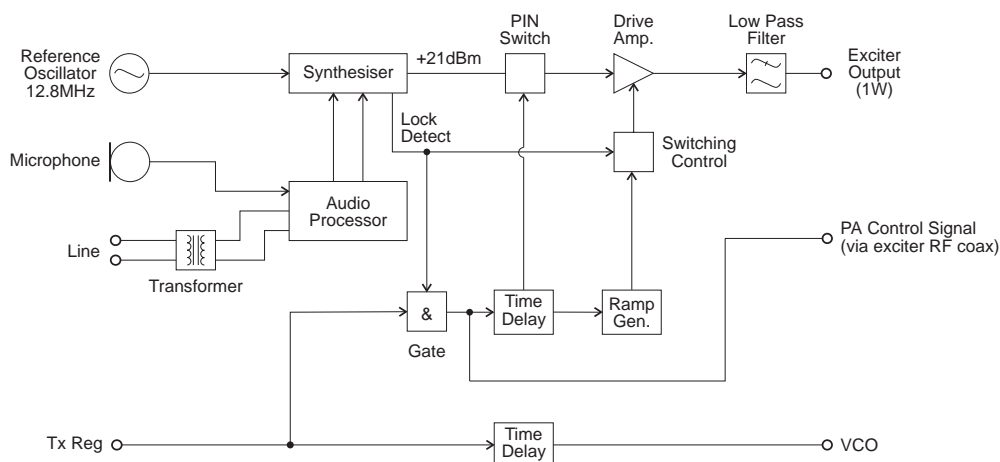 PIN
Switch
Drive
Amp.
Low Pass
Filter
Reference
Oscillator
12.8MHz
Synthesiser
+21dBm
Exciter
Output
(1W)
Lock
Detect
Switching
Control
Microphone
Audio
Processor
Line
Transformer
PA Control Signal
(via exciter RF coax)
&
Gate
Time
Delay
Ramp
Gen.
Tx Reg
Time
Delay
VCO